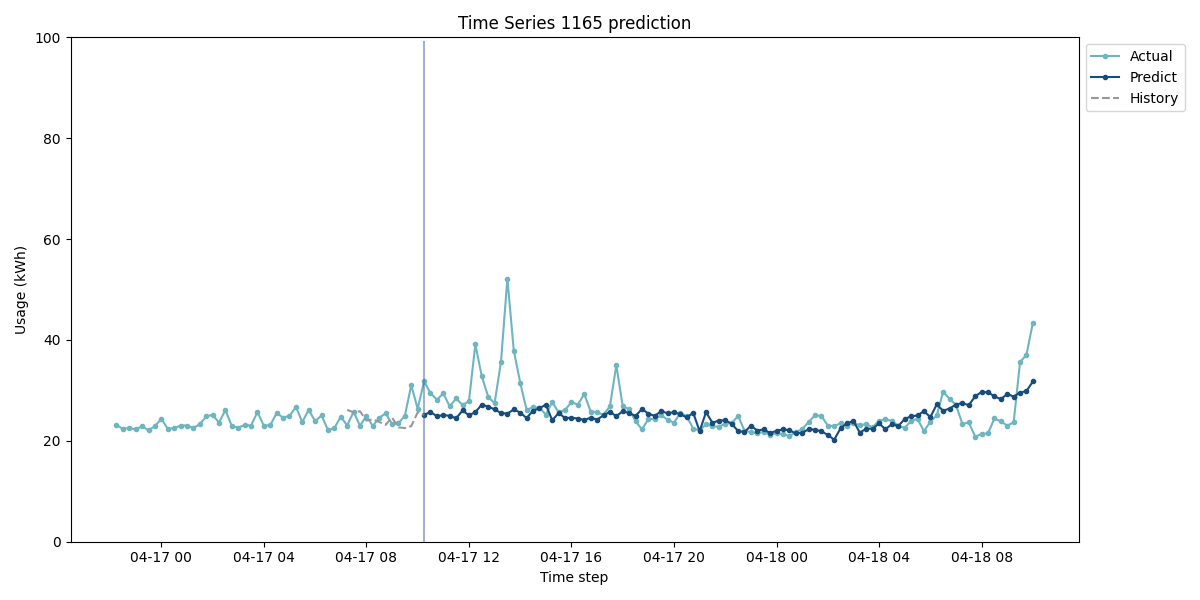 Time Series 1165 prediction
100
80
60
40
20
0
Usage (kWh)
04-17 00
04-17 04
04-17 08
04-17 12
04-17 16
04-17 20
04-18 00
04-18 04
04-18 08
Time step
Actual
Predict
History